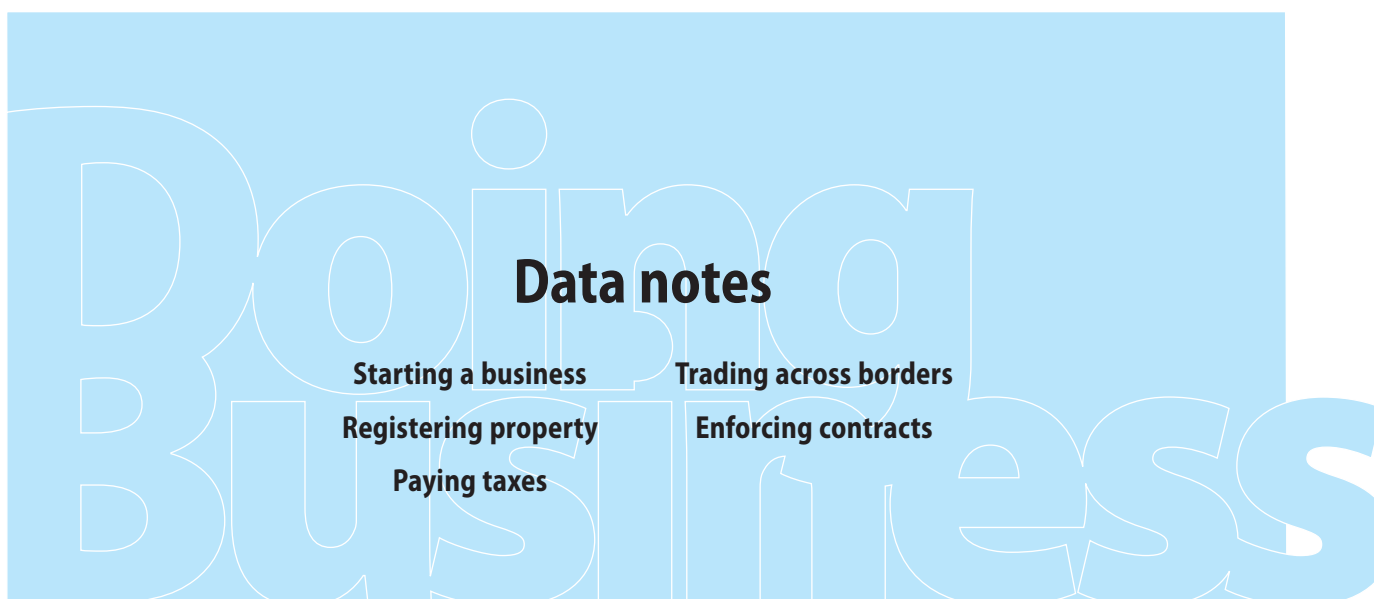 Doing
Business
Data notes
Starting a business
Registering property
Paying taxes
Trading across borders
Enforcing contracts